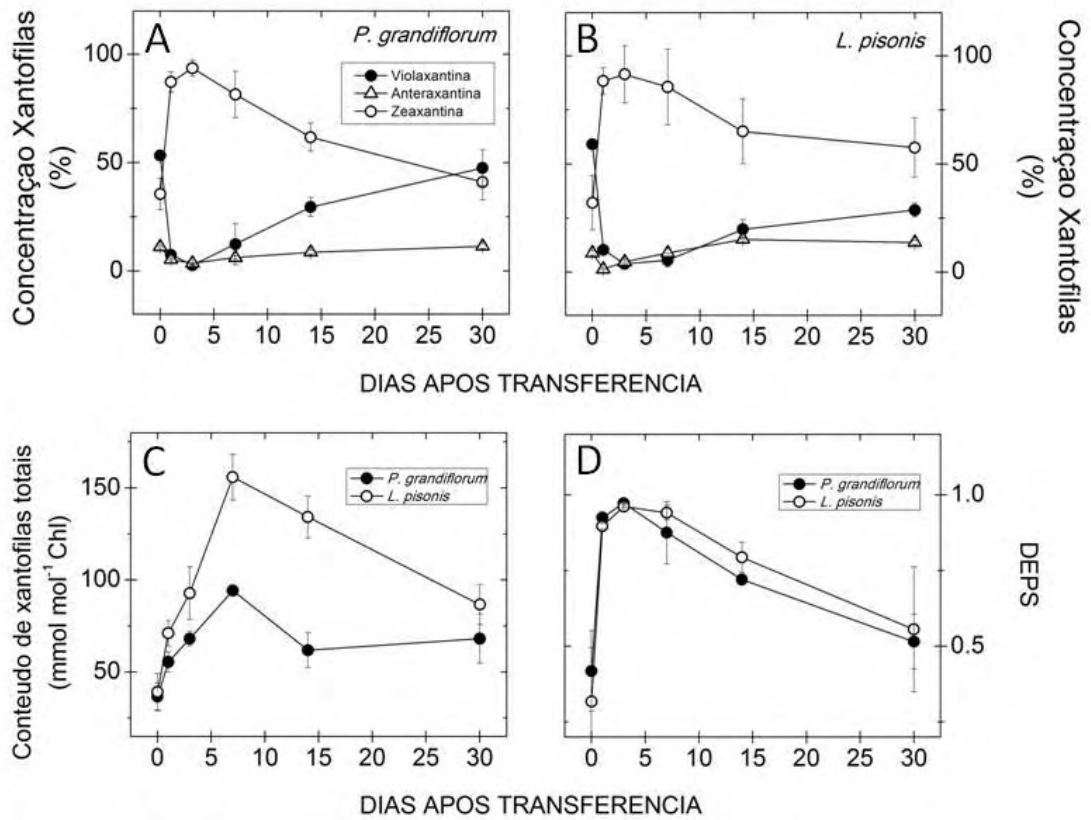 A
P. grandiflorum
Violaxantina
Anteraxantina
Zeaxantina
Concentraçao Xantofilas
(%)
100
50
0
0 5 10 15 20 25 30
B
L. pisonis
100
50
0
Concentraçao Xantofilas
(%)
0 5 10 15 20 25 30
DIAS APOS TRANSFERENCIA
C
P. grandiflorum
L. pisonis
Conteudo de xantofilas totais
(mmol mol⁻¹ Chl)
150
100
50
0 5 10 15 20 25 30
D
P. grandiflorum
L. pisonis
1.0
0.5
DEPS
0 5 10 15 20 25 30
DIAS APOS TRANSFERENCIA